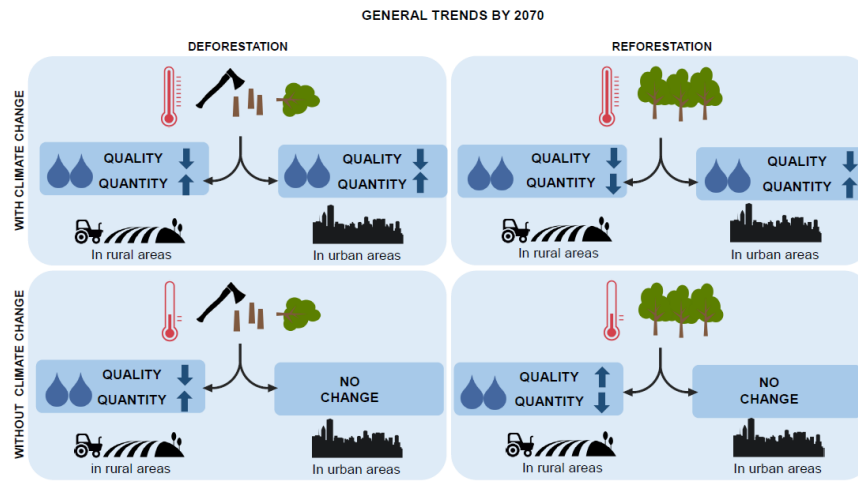 GENERAL TRENDS BY 2070
DEFORESTATION
REFORESTATION
WITH CLIMATE CHANGE
QUALITY
QUANTITY
In rural areas
QUALITY
QUANTITY
In urban areas
QUALITY
QUANTITY
In rural areas
QUALITY
QUANTITY
In urban areas
WITHOUT CLIMATE CHANGE
QUALITY
QUANTITY
in rural areas
NO
CHANGE
In urban areas
QUALITY
QUANTITY
In rural areas
NO
CHANGE
In urban areas